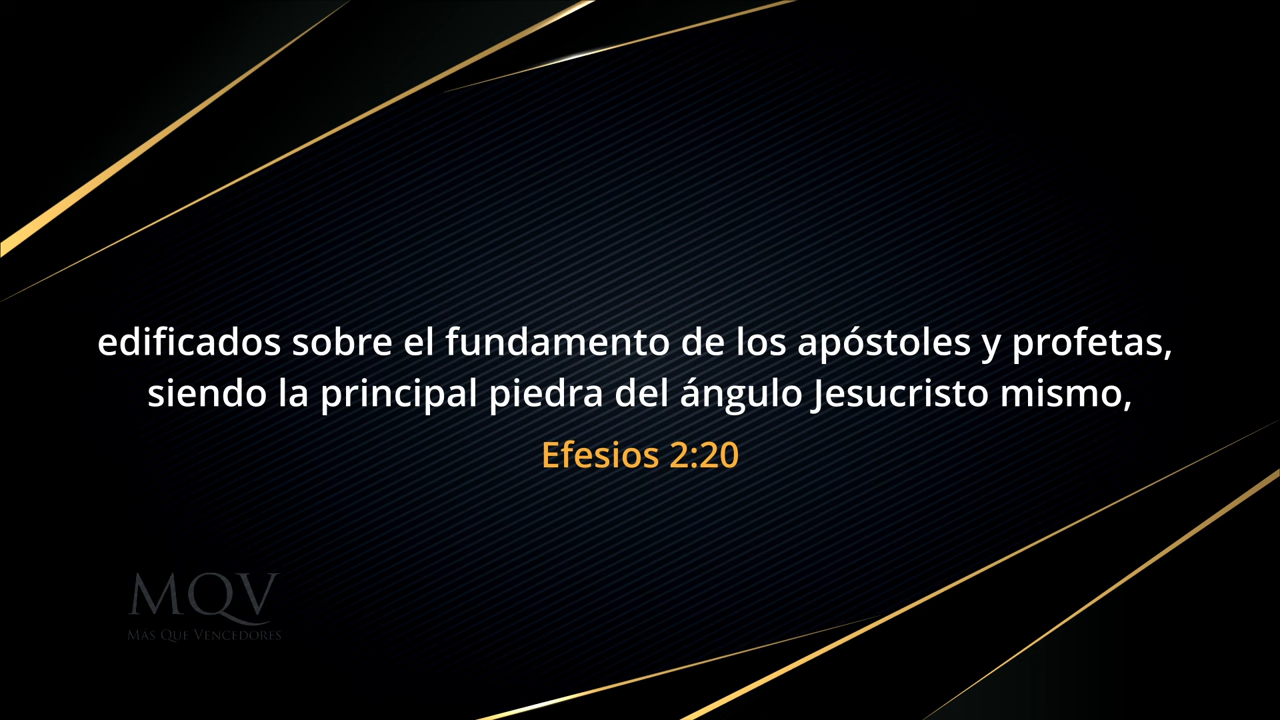 edificados sobre el fundamento de los apóstoles y profetas,
siendo la principal piedra del ángulo Jesucristo mismo,
Efesios 2:20
MQV
MÁS QUE VENCEDORES